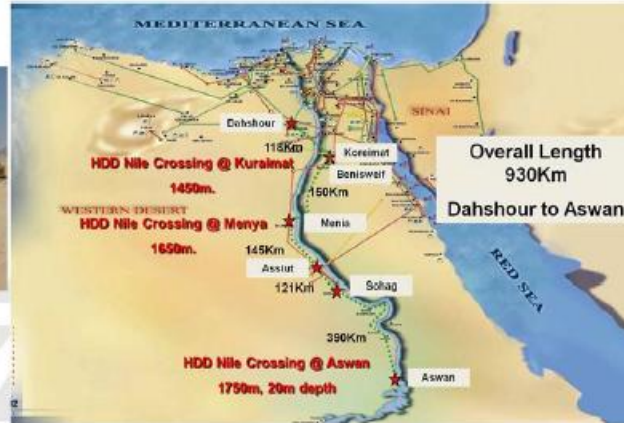 MEDITERRANEAN SEA
SINAI
Dahshour
118Km
Koreimat
Benisweif
HDD Nile Crossing @ Kuraimat
1450m.
Overall Length
930Km
Dahshour to Aswan
150Km
WESTERN DESERT
HDD Nile Crossing @ Menya
1650m.
Menia
145Km
Assiut
121Km
Sohag
RED SEA
390Km
HDD Nile Crossing @ Aswan
1750m, 20m depth
Aswan